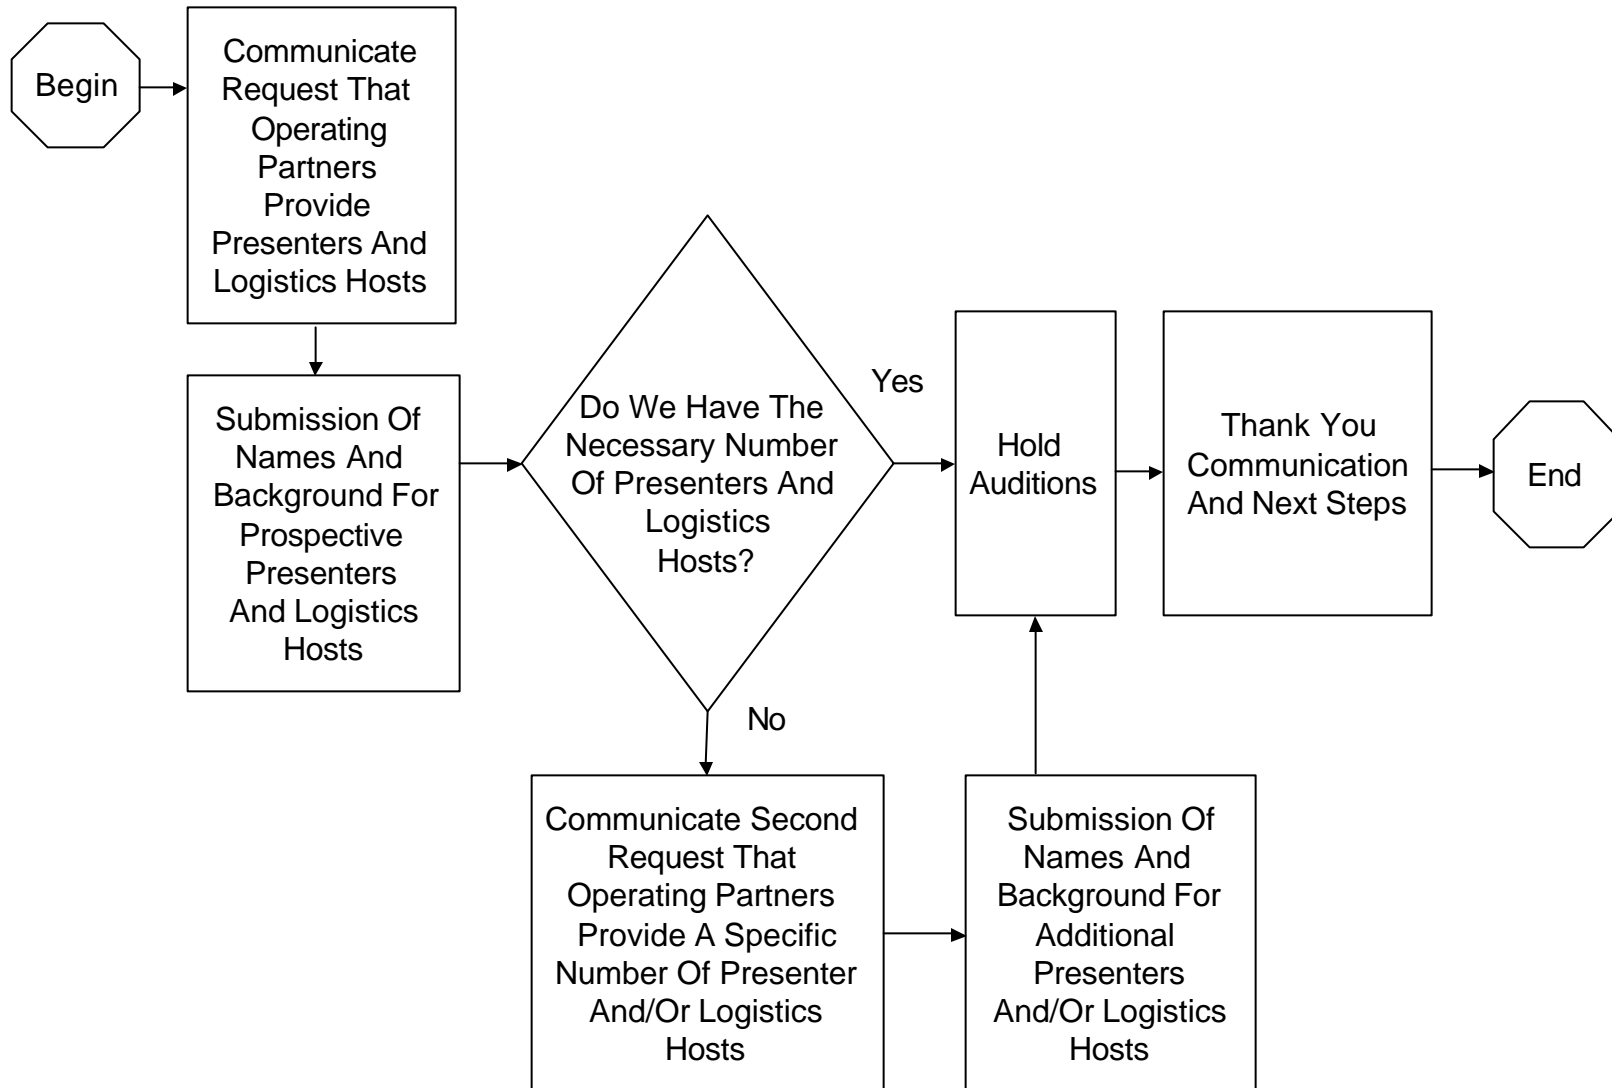 Begin
Communicate
Request That
Operating
Partners
Provide
Presenters And
Logistics Hosts
Submission Of
Names And
Background For
Prospective
Presenters
And Logistics
Hosts
Do We Have The
Necessary Number
Of Presenters And
Logistics
Hosts?
Yes
No
Hold
Auditions
Thank You
Communication
And Next Steps
End
Communicate Second
Request That
Operating Partners
Provide A Specific
Number Of Presenter
And/Or Logistics
Hosts
Submission Of
Names And
Background For
Additional
Presenters
And/Or Logistics
Hosts